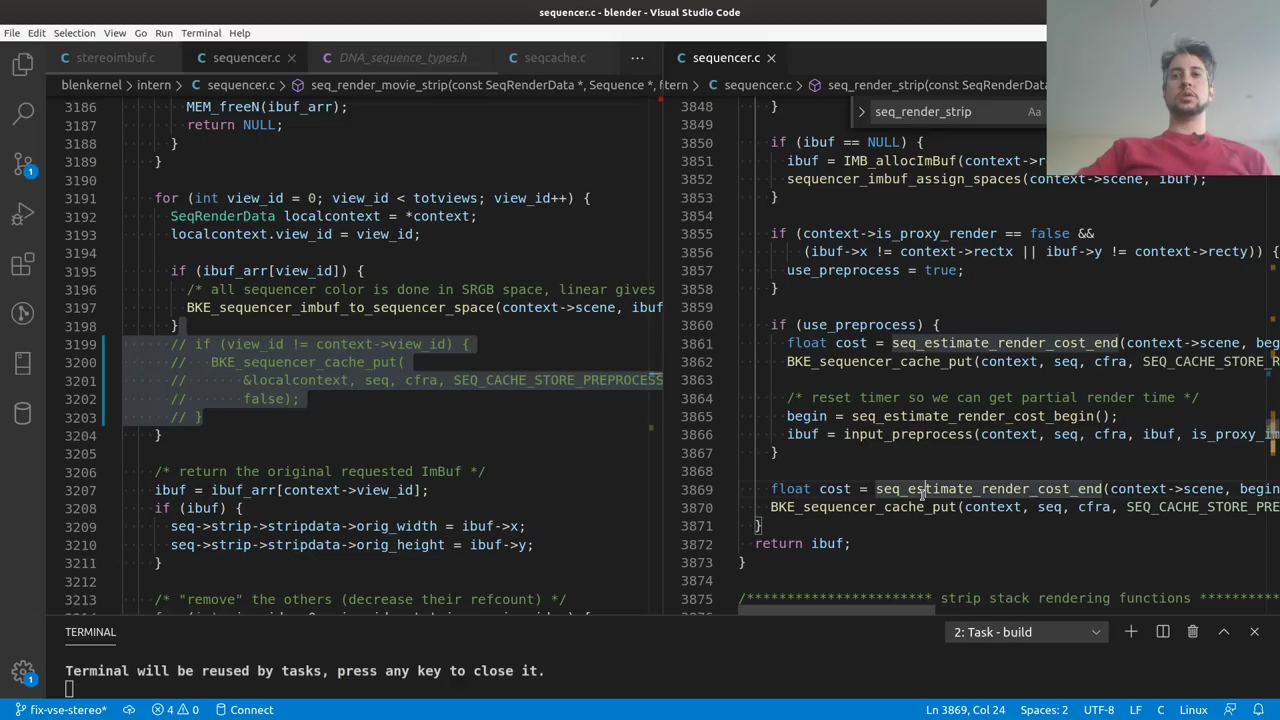 sequencer.c - blender - Visual Studio Code
File Edit Selection View Go Run Terminal Help
stereoimbuf.c sequencer.c DNA_sequence_types.h seqcache.c
blenkernel > intern > sequencer.c > seq_render_movie_strip(const SeqRenderData *, Sequence *, f
3186 MEM_freeN(ibuf_arr);
3187 return NULL;
3188 }
3189 }
3190
3191 for (int view_id = 0; view_id < totviews; view_id++) {
3192 SeqRenderData localcontext = *context;
3193 localcontext.view_id = view_id;
3194
3195 if (ibuf_arr[view_id]) {
3196 /* all sequencer color is done in SRGB space, linear gives
3197 BKE_sequencer_imbuf_to_sequencer_space(context->scene, ibuf
3198 }
3199 // if (view_id != context->view_id) {
3200 // BKE_sequencer_cache_put(
3201 // &localcontext, seq, cfra, SEQ_CACHE_STORE_PREPROCESS
3202 // false);
3203 // }
3204 }
3205
3206 /* return the original requested ImBuf */
3207 ibuf = ibuf_arr[context->view_id];
3208 if (ibuf) {
3209 seq->strip->stripdata->orig_width = ibuf->x;
3210 seq->strip->stripdata->orig_height = ibuf->y;
3211 }
3212
3213 /* "remove" the others (decrease their refcount) */
sequencer.c
ntern > sequencer.c > seq_render_strip(const
seq_render_strip Aa
3848 }
3849
3850 if (ibuf == NULL) {
3851 ibuf = IMB_allocImBuf(context->r
3852 sequencer_imbuf_assign_spaces(context->scene, ibuf);
3853 }
3854
3855 if (context->is_proxy_render == false &&
3856 (ibuf->x != context->rectx || ibuf->y != context->recty)) {
3857 use_preprocess = true;
3858 }
3859
3860 if (use_preprocess) {
3861 float cost = seq_estimate_render_cost_end(context->scene, beg
3862 BKE_sequencer_cache_put(context, seq, cfra, SEQ_CACHE_STORE_R
3863
3864 /* reset timer so we can get partial render time */
3865 begin = seq_estimate_render_cost_begin();
3866 ibuf = input_preprocess(context, seq, cfra, ibuf, is_proxy_im
3867 }
3868
3869 float cost = seq_estimate_render_cost_end(context->scene, begin
3870 BKE_sequencer_cache_put(context, seq, cfra, SEQ_CACHE_STORE_PRE
3871 }
3872 return ibuf;
3873 }
3874
3875 /********************** strip stack rendering functions **********
TERMINAL
2: Task - build
Terminal will be reused by tasks, press any key to close it.
fix-vse-stereo* 4 0 Connect
Ln 3869, Col 24 Spaces: 2 UTF-8 LF C Linux